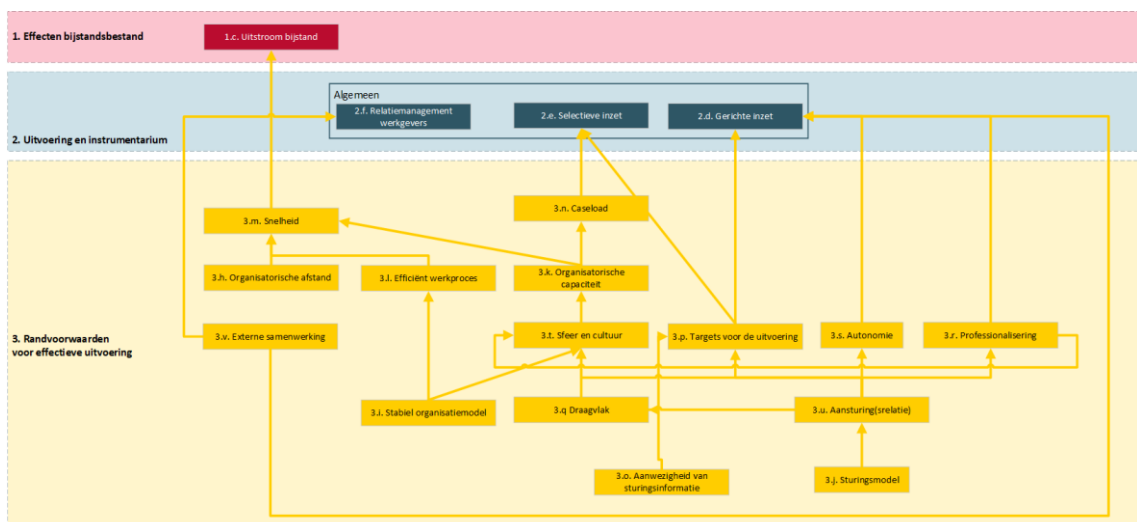 1. Effecten bijstandsbestand
1.c. Uitstroom bijstand
Algemeen
2.f. Relatiemanagement
werkgevers
2.e. Selectieve inzet
2.d. Gerichte inzet
2. Uitvoering en instrumentarium
3.n. Caseload
3.m. Snelheid
3.h. Organisatorische afstand
3.l. Efficiënt werkproces
3.k. Organisatorische
capaciteit
3. Randvoorwaarden
voor effectieve uitvoering
3.v. Externe samenwerking
3.t. Sfeer en cultuur
3.p. Targets voor de uitvoering
3.s. Autonomie
3.r. Professionalisering
3.i. Stabiel organisatiemodel
3.q Draagvlak
3.u. Aansturing(srelatie)
3.o. Aanwezigheid van
sturingsinformatie
3.j. Sturingsmodel